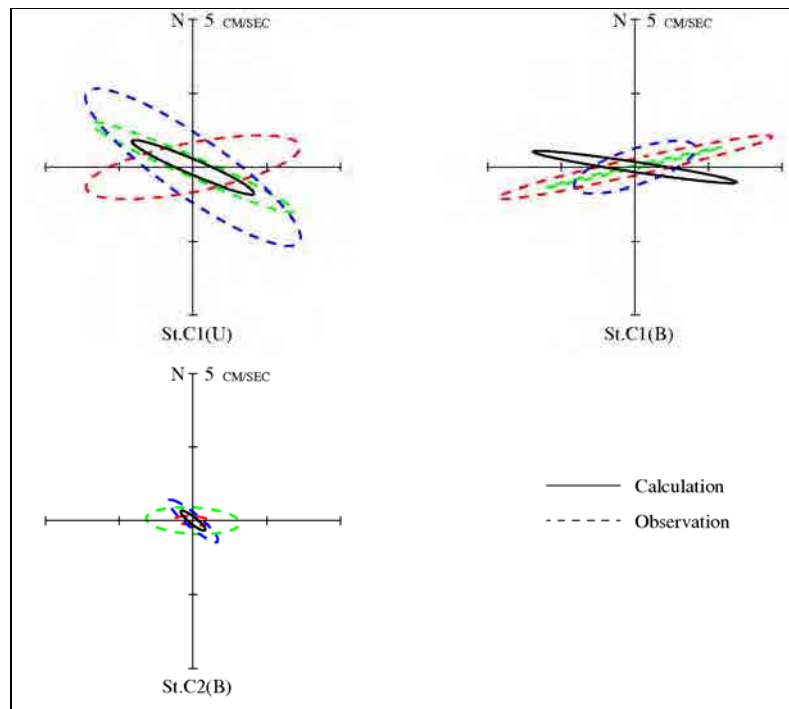 N 5 CM/SEC
N 5 CM/SEC
St.C1(U)
St.C1(B)
N 5 CM/SEC
Calculation
Observation
St.C2(B)